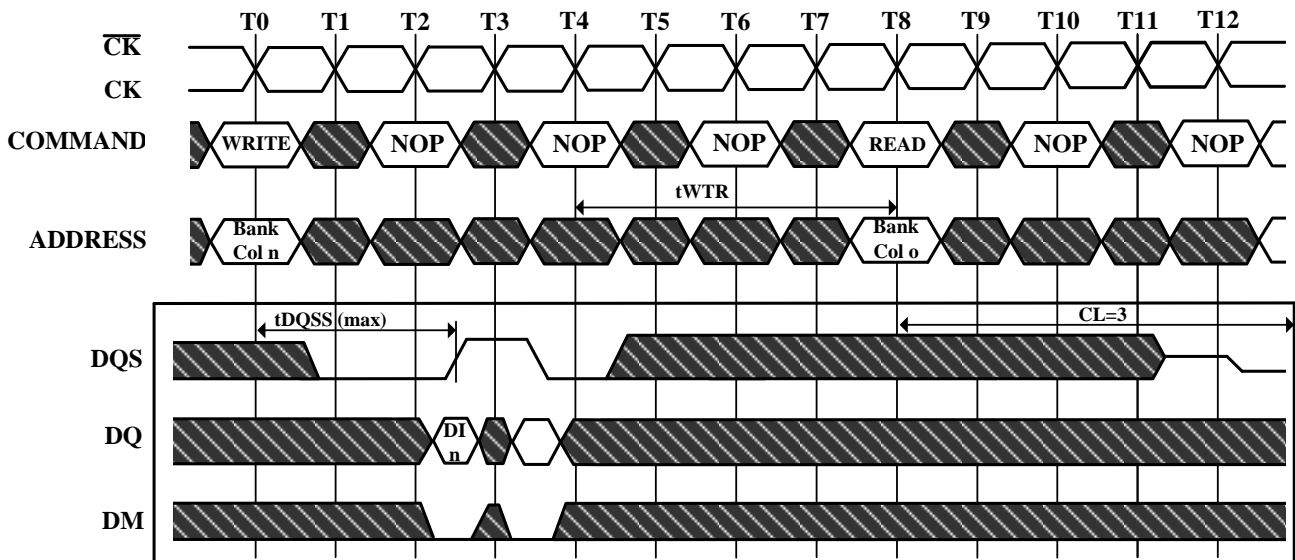 T0 T1 T2 T3 T4 T5 T6 T7 T8 T9 T10 T11 T12
CK
CK
COMMAND WRITE NOP NOP NOP READ NOP NOP
tWTR
ADDRESS Bank Col n Bank Col o
tDQSS (max) CL=3
DQS
DQ DI n
DM